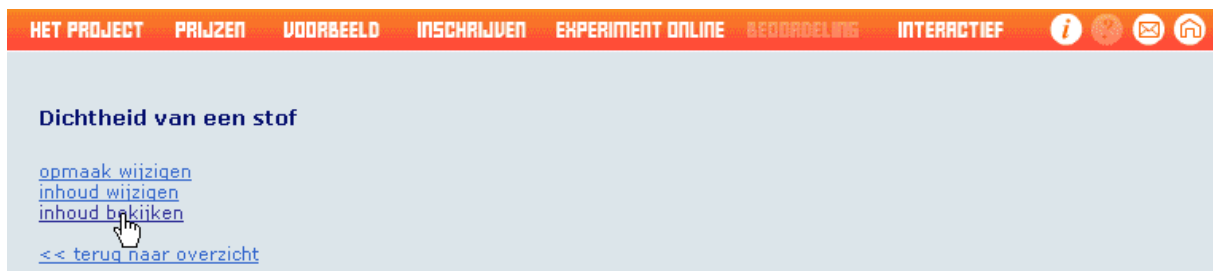 HET PROJECT PRIJZEN VOORBEELD INSCHRIJVEN EXPERIMENT ONLINE BEOORDELING INTERACTIEF i ?
Dichtheid van een stof
opmaak wijzigen
inhoud wijzigen
inhoud bekijken
<< terug naar overzicht